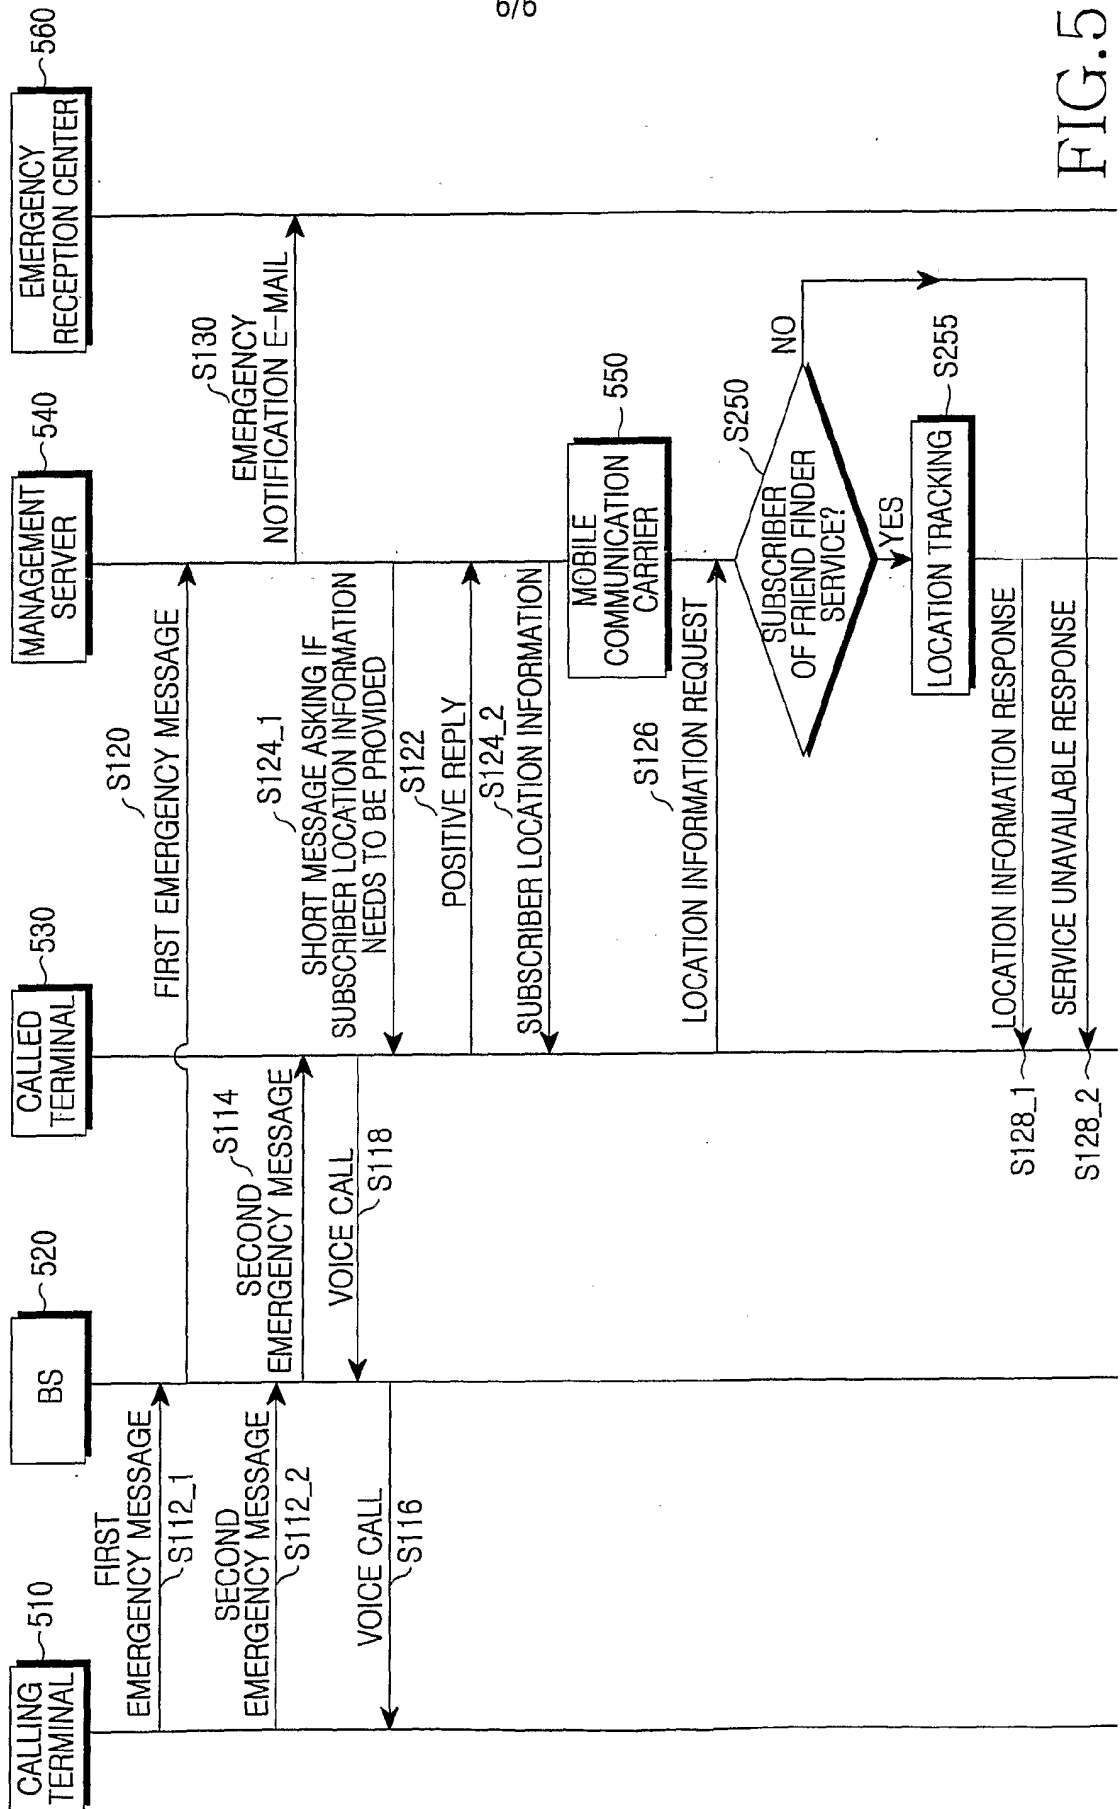 6/6
CALLING
TERMINAL
510
BS
520
CALLED
TERMINAL
530
MANAGEMENT
SERVER
540
EMERGENCY
RECEPTION CENTER
560
FIRST
EMERGENCY MESSAGE
S112_1
S120
FIRST EMERGENCY MESSAGE
SECOND
EMERGENCY MESSAGE
S112_2
SECOND
EMERGENCY MESSAGE
S114
S130
EMERGENCY
NOTIFICATION E-MAIL
VOICE CALL
S118
VOICE CALL
S116
S124_1
SHORT MESSAGE ASKING IF
SUBSCRIBER LOCATION INFORMATION
NEEDS TO BE PROVIDED
S122
POSITIVE REPLY
S124_2
SUBSCRIBER LOCATION INFORMATION
MOBILE
COMMUNICATION
CARRIER
550
S126
LOCATION INFORMATION REQUEST
S250
SUBSCRIBER
OF FRIEND FINDER
SERVICE?
NO
YES
LOCATION TRACKING
S255
LOCATION INFORMATION RESPONSE
S128_1
SERVICE UNAVAILABLE RESPONSE
S128_2
FIG.5